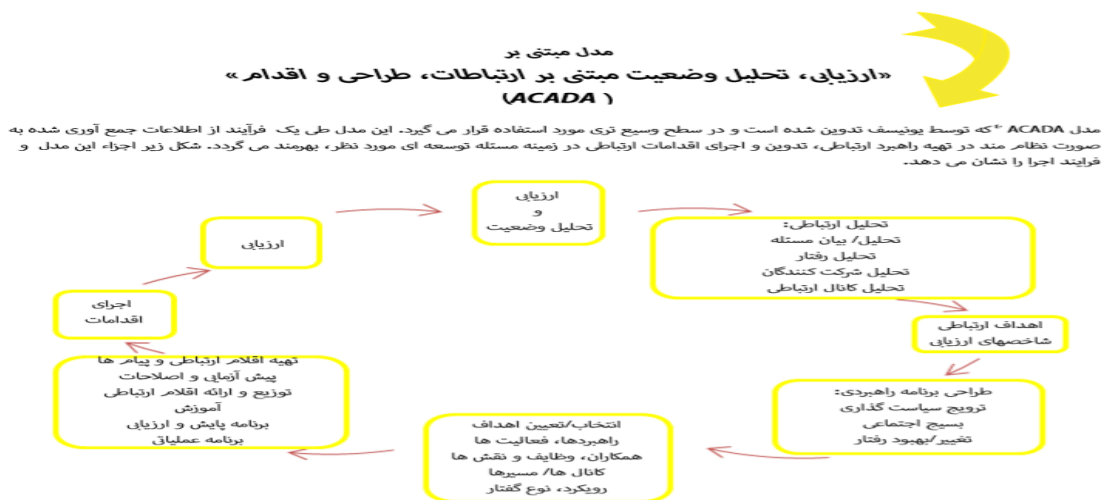 مدل مبتنی بر
«ارزیابی، تحلیل وضعیت مبتنی بر ارتباطات، طراحی و اقدام»
(ACADA )
مدل ACADA *که توسط یونیسف تدوین شده است و در سطح وسیع تری مورد استفاده قرار می گیرد. این مدل طی یک فرآیند از اطلاعات جمع آوری شده به
صورت نظام مند در تهیه راهبرد ارتباطی، تدوین و اجرای اقدامات ارتباطی در زمینه مسئله توسعه ای مورد نظر، بهرمند می گردد. شکل زیر اجزاء این مدل و
فرایند اجرا را نشان می دهد.
ارزیابی
و
تحلیل وضعیت
تحلیل ارتباطی:
تحلیل/ بیان مسئله
تحلیل رفتار
تحلیل شرکت کنندگان
تحلیل کانال ارتباطی
اهداف ارتباطی
شاخصهای ارزیابی
طراحی برنامه راهبردی:
ترویج سیاست گذاری
بسیج اجتماعی
تغییر/بهبود رفتار
انتخاب/تعیین اهداف
راهبردها، فعالیت ها
همکاران، وظایف و نقش ها
کانال ها/ مسیرها
رویکرد، نوع گفتار
تهیه اقلام ارتباطی و پیام ها
پیش آزمایی و اصلاحات
توزیع و ارائه اقلام ارتباطی
آموزش
برنامه پایش و ارزیابی
برنامه عملیاتی
اجرای
اقدامات
ارزیابی